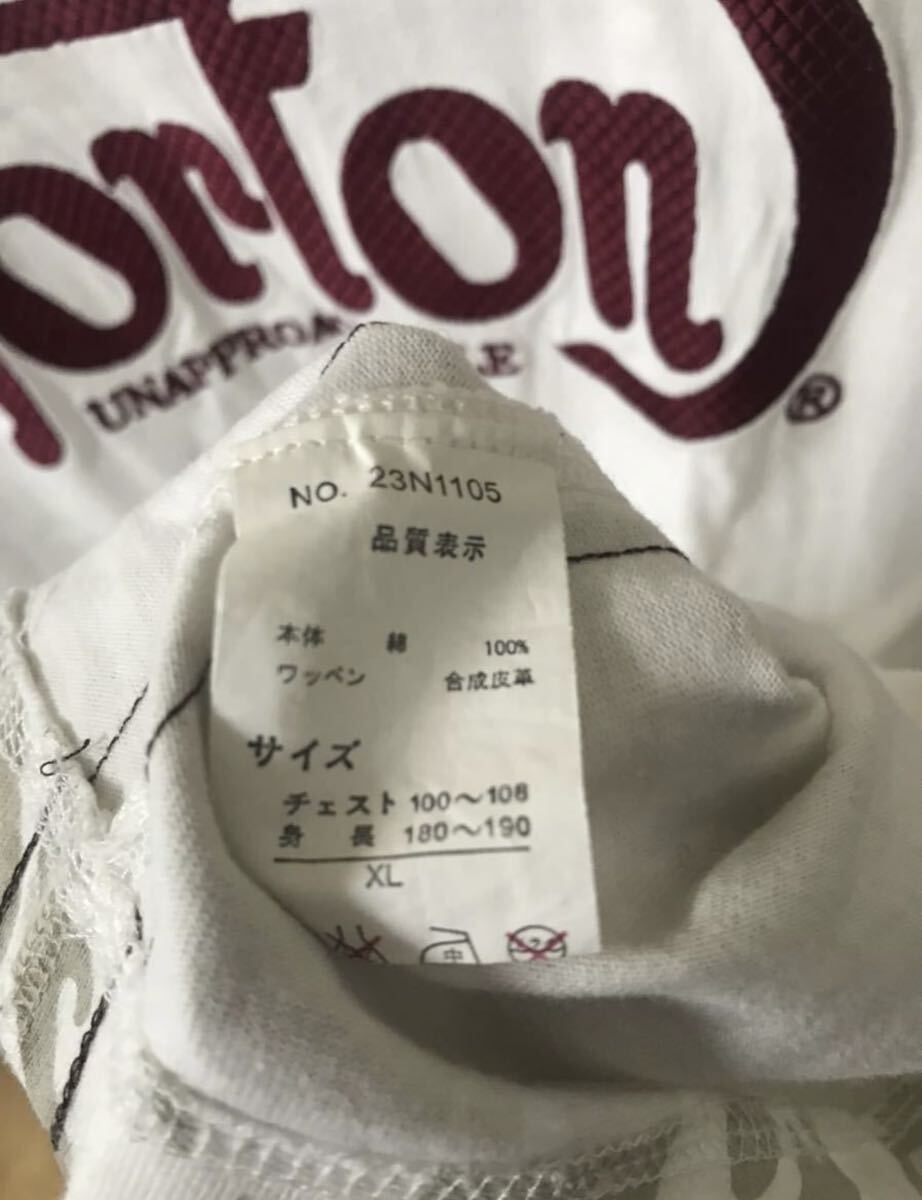 orton
UNAPPROA LE
®
NO. 23N1105
品質表示
本体 綿 100%
ワッペン 合成皮革
サイズ
チェスト 100〜108
身長 180〜190
XL
中